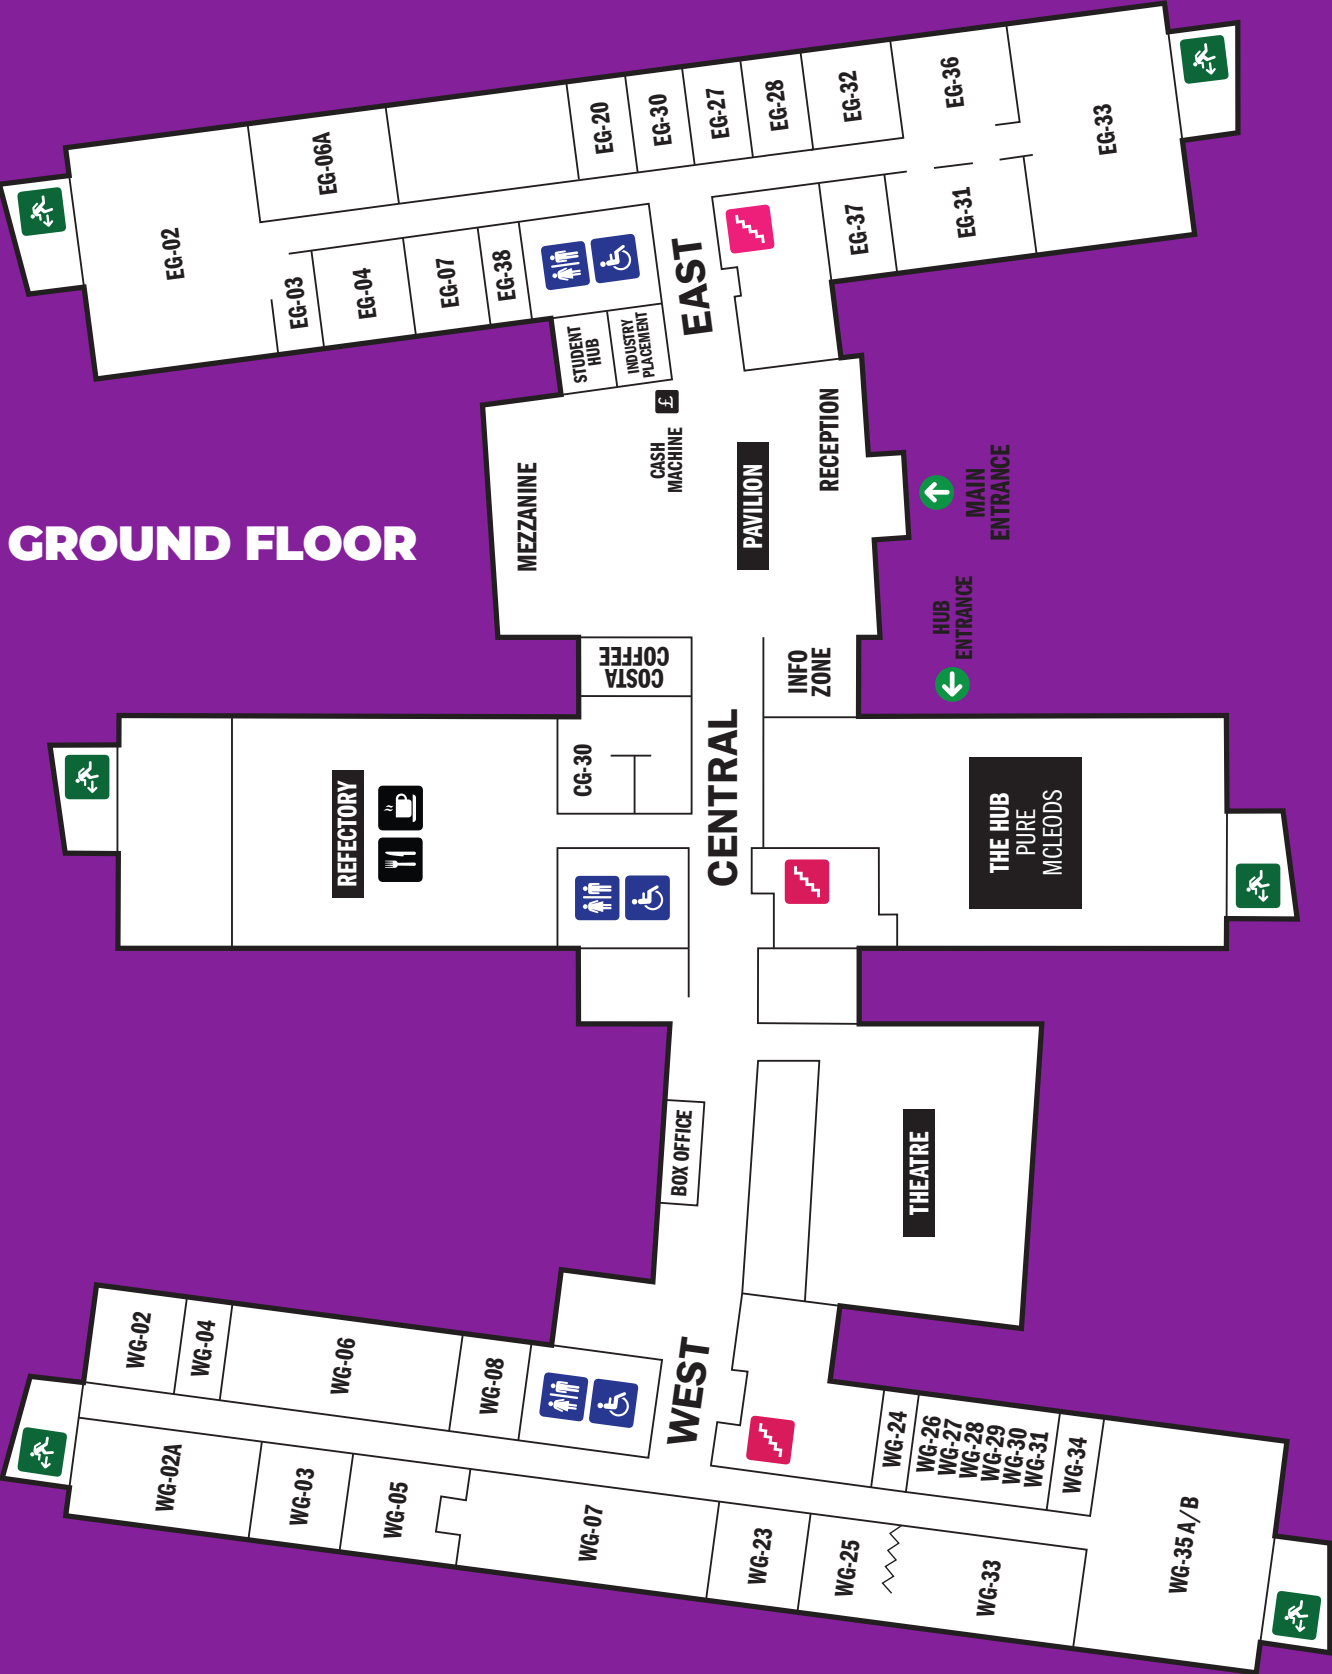 GROUND FLOOR
EG-02
EG-06A
EG-20
EG-30
EG-27
EG-28
EG-32
EG-36
EG-33
EG-03
EG-04
EG-07
EG-38
EG-37
EG-31
STUDENT
HUB
INDUSTRY
PLACEMENT
EAST
CASH
MACHINE
£
MEZZANINE
PAVILION
RECEPTION
MAIN
ENTRANCE
HUB
ENTRANCE
COSTA
COFFEE
INFO
ZONE
CG-30
CENTRAL
REFECTORY
THE HUB
PURE
MCLEODS
BOX OFFICE
THEATRE
WEST
WG-02
WG-04
WG-06
WG-08
WG-02A
WG-03
WG-05
WG-07
WG-23
WG-25
WG-33
WG-24
WG-26
WG-27
WG-28
WG-29
WG-30
WG-31
WG-34
WG-35 A/B